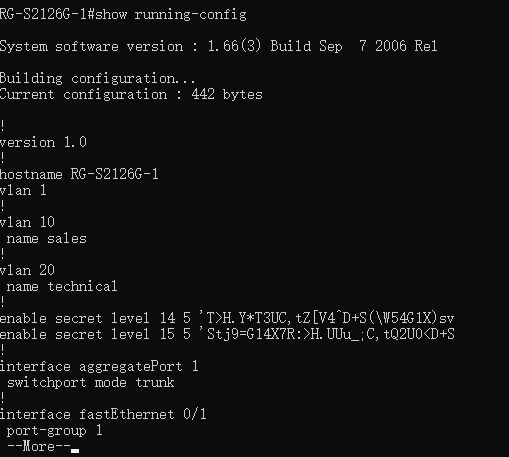 RG-S2126G-1#show running-config
System software version : 1.66(3) Build Sep  7 2006 Rel
Building configuration...
Current configuration : 442 bytes
!
version 1.0
!
hostname RG-S2126G-1
vlan 1
!
vlan 10
 name sales
!
vlan 20
 name technical
!
enable secret level 14 5 'T>H.Y*T3UC,tZ[V4^D+S(\W54G1X)sv
enable secret level 15 5 'Stj9=G14X7R:>H.UUu_;C,tQ2U0<D+S
!
interface aggregatePort 1
 switchport mode trunk
!
interface fastEthernet 0/1
 port-group 1
 --More--